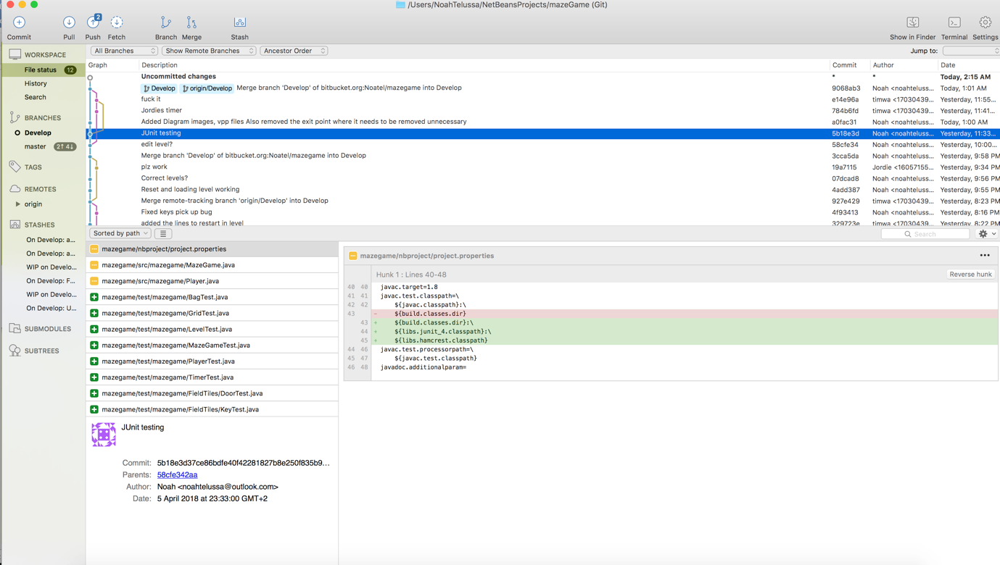 /Users/NoahTelussa/NetBeansProjects/mazeGame (Git)
2
Commit Pull Push Fetch Branch Merge Stash Show in Finder Terminal Settings
WORKSPACE
File status 12
History
Search
BRANCHES
Develop
master 2↑ 4↓
TAGS
REMOTES
origin
STASHES
On Develop: a...
On Develop: a...
WIP on Develo...
On Develop: F...
WIP on Develo...
On Develop: U...
SUBMODULES
SUBTREES
All Branches Show Remote Branches Ancestor Order Jump to:
Graph Description Commit Author Date
Uncommitted changes * * Today, 2:15 AM
Develop origin/Develop Merge branch 'Develop' of bitbucket.org:Noatel/mazegame into Develop 9068ab3 Noah <noahteluss... Today, 1:01 AM
fuck it e14e96a timwa <17030439... Yesterday, 11:55...
Jordies timer 784b6fd timwa <17030439... Yesterday, 11:41...
Added Diagram images, vpp files Also removed the exit point where it needs to be removed unnecessary a0fac31 Noah <noahteluss... Today, 1:00 AM
JUnit testing 5b18e3d Noah <noahteluss... Yesterday, 11:33...
edit level? 58cfe34 Noah <noahteluss... Yesterday, 10:00...
Merge branch 'Develop' of bitbucket.org:Noatel/mazegame into Develop 3cca5da Noah <noahteluss... Yesterday, 9:58 PM
plz work 19a7115 Jordie <16057155... Yesterday, 9:34 PM
Correct levels? 07dcad8 Noah <noahteluss... Yesterday, 9:56 PM
Reset and loading level working 4add387 Noah <noahteluss... Yesterday, 9:55 PM
Merge remote-tracking branch 'origin/Develop' into Develop 927e429 timwa <17030439... Yesterday, 8:23 PM
Fixed keys pick up bug 4f93413 Noah <noahteluss... Yesterday, 8:16 PM
added the lines to restart in level 329723e timwa <17030439... Yesterday, 8:22 PM
Sorted by path Search
mazegame/nbproject/project.properties
mazegame/src/mazegame/MazeGame.java
mazegame/src/mazegame/Player.java
mazegame/test/mazegame/BagTest.java
mazegame/test/mazegame/GridTest.java
mazegame/test/mazegame/LevelTest.java
mazegame/test/mazegame/MazeGameTest.java
mazegame/test/mazegame/PlayerTest.java
mazegame/test/mazegame/TimerTest.java
mazegame/test/mazegame/FieldTiles/DoorTest.java
mazegame/test/mazegame/FieldTiles/KeyTest.java
JUnit testing
Commit: 5b18e3d37ce86bdfe40f42281827b8e250f835b9...
Parents: 58cfe342aa
Author: Noah <noahtelussa@outlook.com>
Date: 5 April 2018 at 23:33:00 GMT+2
mazegame/nbproject/project.properties
Hunk 1 : Lines 40-48 Reverse hunk
40 40 javac.target=1.8
41 41 javac.test.classpath=\
42 42 ${javac.classpath}:\
43 - ${build.classes.dir}
43 + ${build.classes.dir}:\
44 + ${libs.junit_4.classpath}:\
45 + ${libs.hamcrest.classpath}
44 46 javac.test.processorpath=\
45 47 ${javac.test.classpath}
46 48 javadoc.additionalparam=